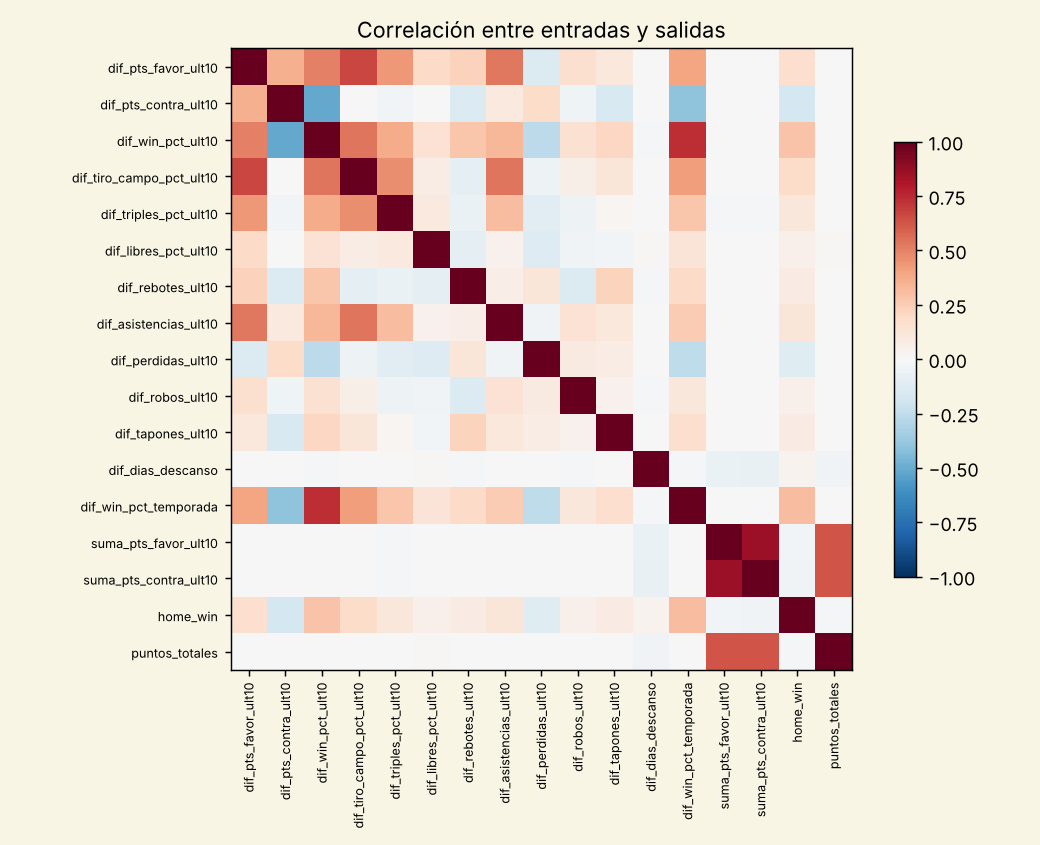 Correlación entre entradas y salidas
dif_pts_favor_ult10
dif_pts_contra_ult10
dif_win_pct_ult10
dif_tiro_campo_pct_ult10
dif_triples_pct_ult10
dif_libres_pct_ult10
dif_rebotes_ult10
dif_asistencias_ult10
dif_perdidas_ult10
dif_robos_ult10
dif_tapones_ult10
dif_dias_descanso
dif_win_pct_temporada
suma_pts_favor_ult10
suma_pts_contra_ult10
home_win
puntos_totales
dif_pts_favor_ult10
dif_pts_contra_ult10
dif_win_pct_ult10
dif_tiro_campo_pct_ult10
dif_triples_pct_ult10
dif_libres_pct_ult10
dif_rebotes_ult10
dif_asistencias_ult10
dif_perdidas_ult10
dif_robos_ult10
dif_tapones_ult10
dif_dias_descanso
dif_win_pct_temporada
suma_pts_favor_ult10
suma_pts_contra_ult10
home_win
puntos_totales
1.00
0.75
0.50
0.25
0.00
−0.25
−0.50
−0.75
−1.00